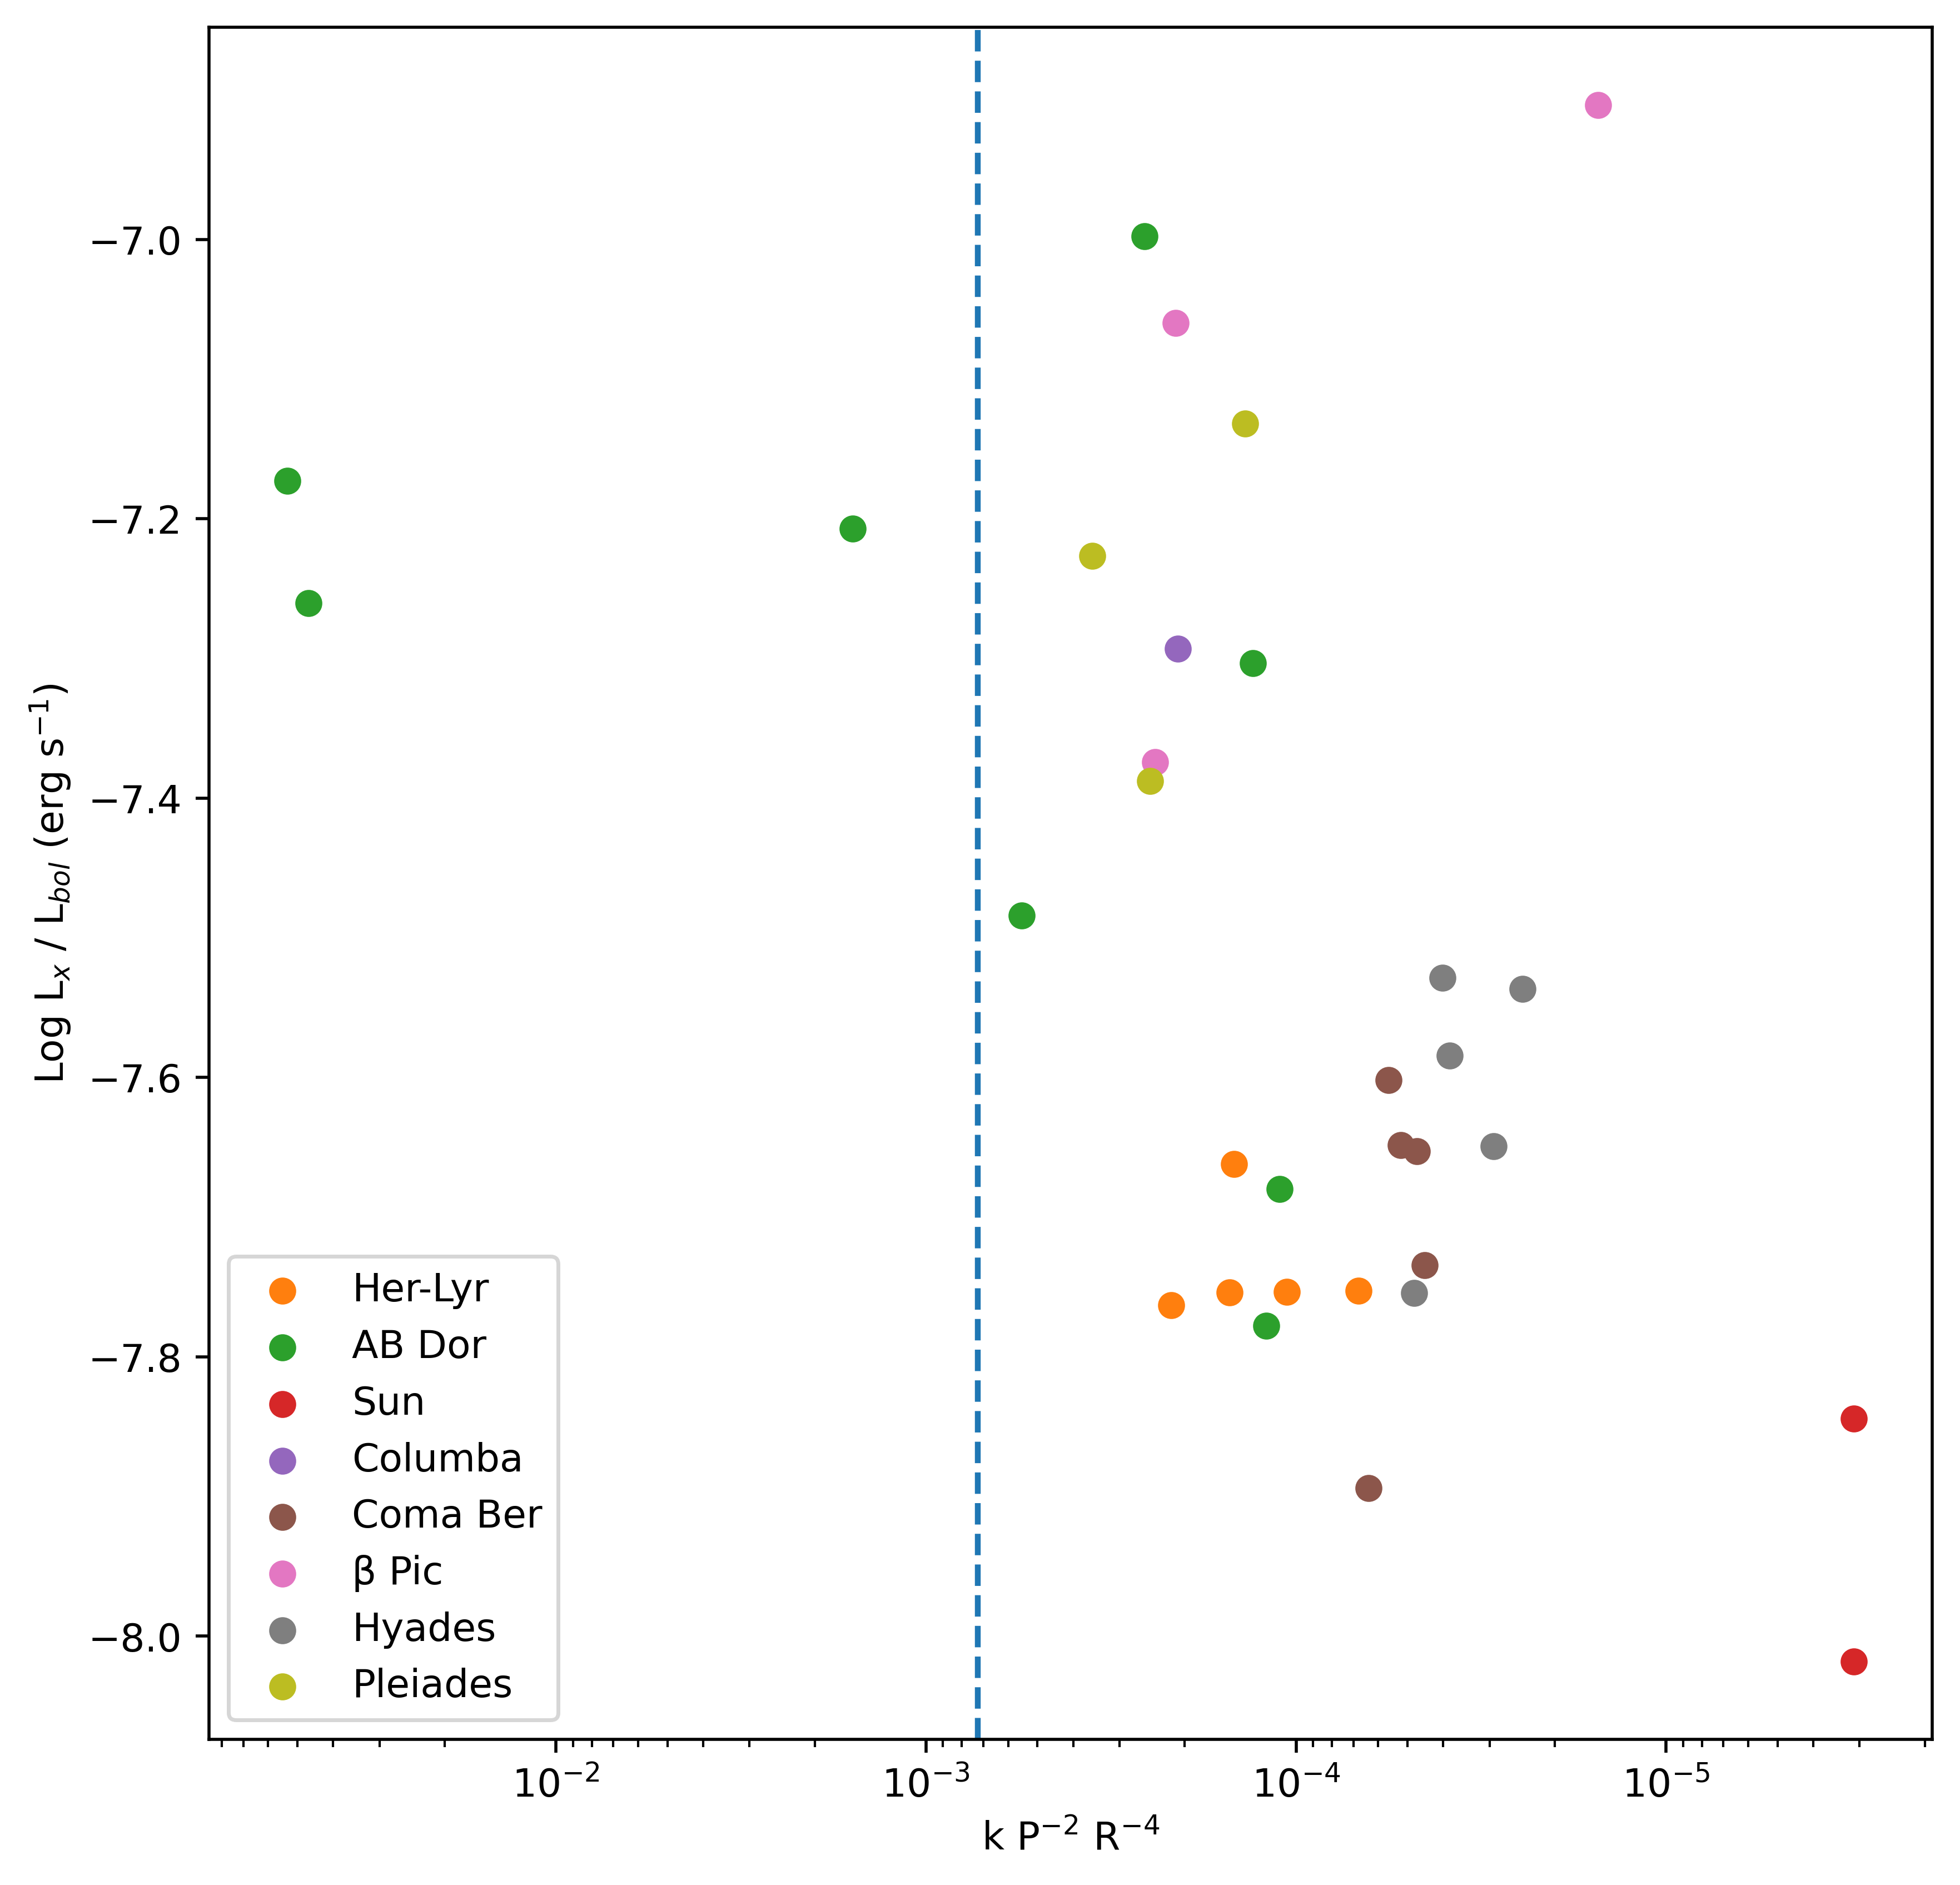 −7.0
−7.2
−7.4
−7.6
−7.8
−8.0
Log Lₓ / L_bol (erg s⁻¹)
Her-Lyr
AB Dor
Sun
Columba
Coma Ber
β Pic
Hyades
Pleiades
10⁻² 10⁻³ 10⁻⁴ 10⁻⁵
k P⁻² R⁻⁴